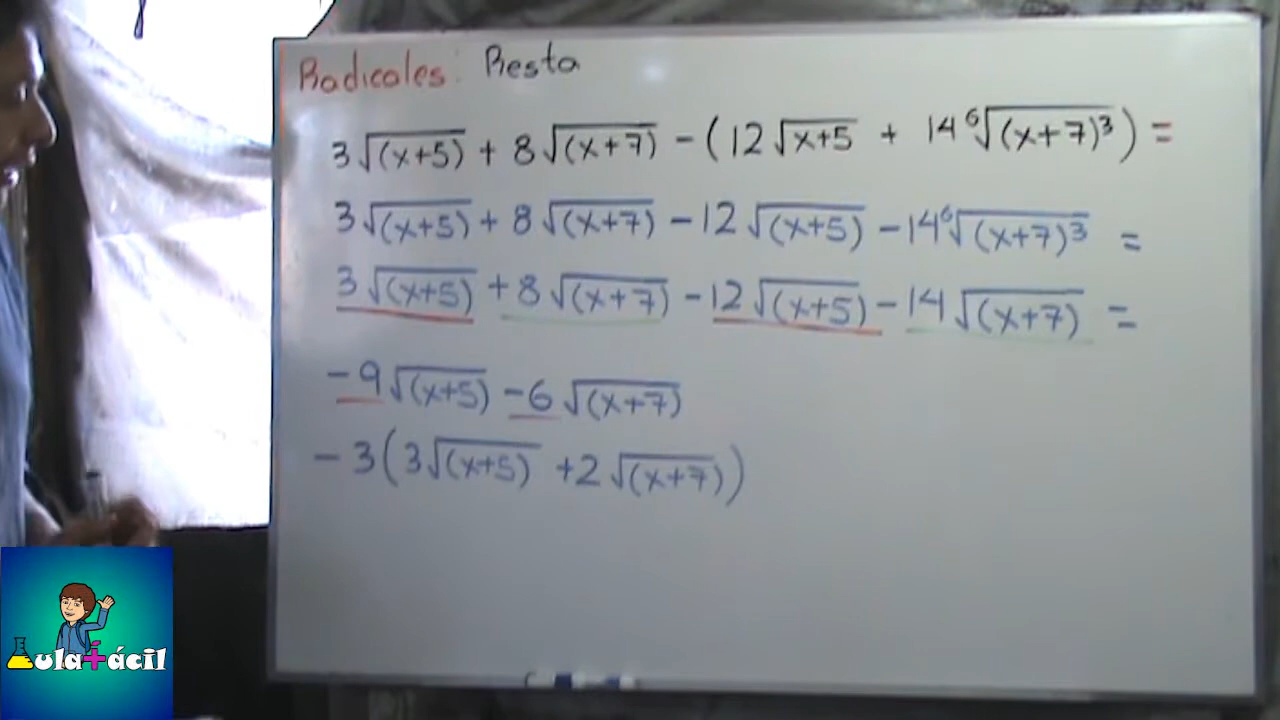 Radicales: Resta
3√(x+5) + 8√(x+7) - (12√x+5 + 14 ⁶√(x+7)³) =
3√(x+5) + 8√(x+7) - 12√(x+5) - 14 ⁶√(x+7)³ =
3√(x+5) + 8√(x+7) - 12√(x+5) - 14√(x+7) =
-9√(x+5) - 6√(x+7)
-3(3√(x+5) + 2√(x+7))
Aula+ácil